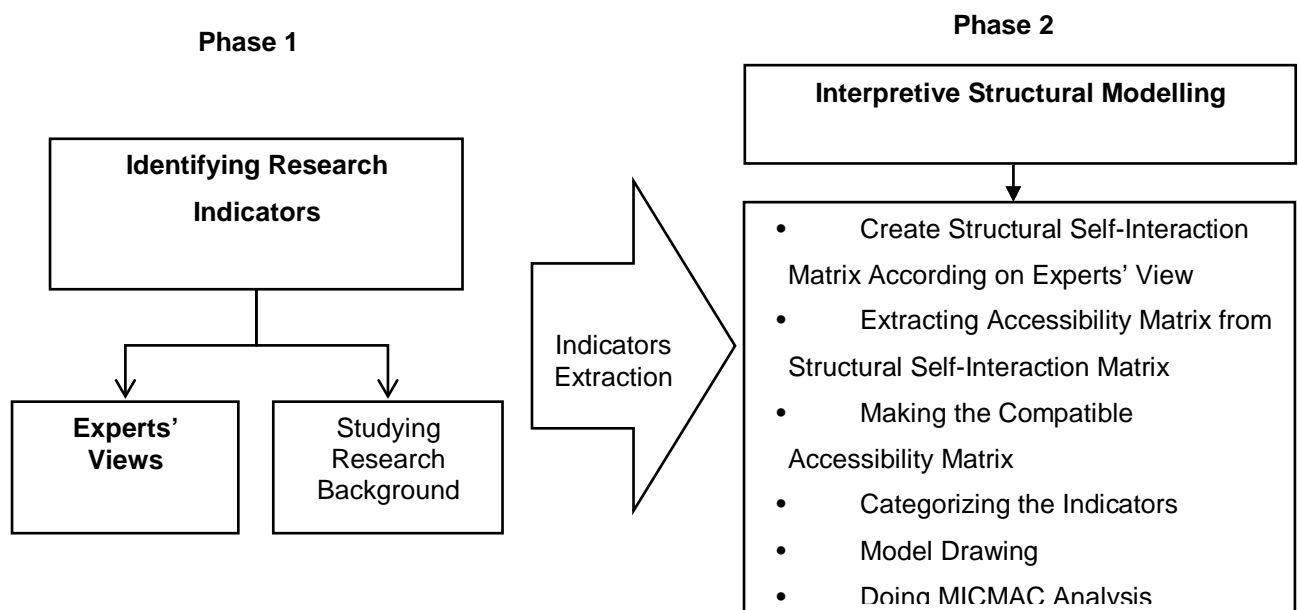 Phase 1
Identifying Research
Indicators
Experts’
Views
Studying
Research
Background
Indicators
Extraction
Phase 2
Interpretive Structural Modelling
• Create Structural Self-Interaction
Matrix According on Experts’ View
• Extracting Accessibility Matrix from
Structural Self-Interaction Matrix
• Making the Compatible
Accessibility Matrix
• Categorizing the Indicators
• Model Drawing
• Doing MICMAC Analysis